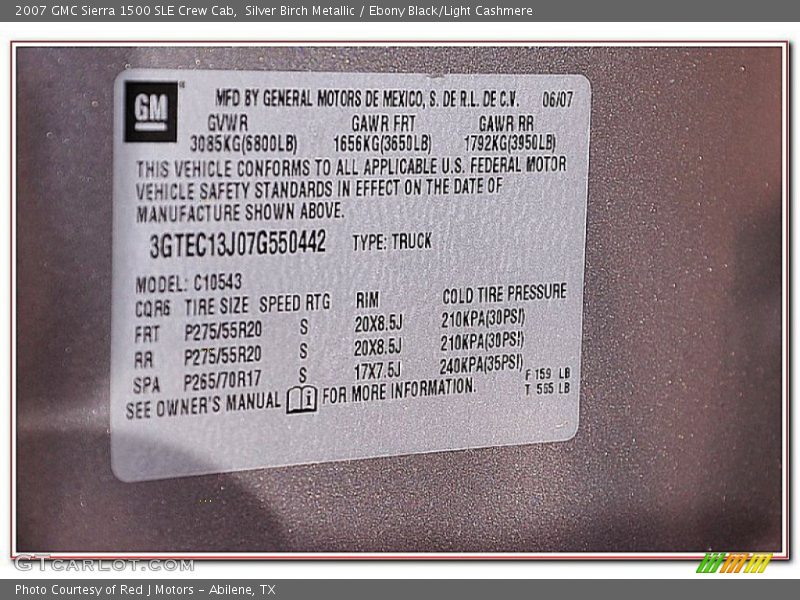 2007 GMC Sierra 1500 SLE Crew Cab,  Silver Birch Metallic / Ebony Black/Light Cashmere
GM
MFD BY GENERAL MOTORS DE MEXICO, S. DE R.L. DE C.V. 06/07
GVWR GAWR FRT GAWR RR
3085KG(6800LB) 1656KG(3650LB) 1792KG(3950LB)
THIS VEHICLE CONFORMS TO ALL APPLICABLE U.S. FEDERAL MOTOR
VEHICLE SAFETY STANDARDS IN EFFECT ON THE DATE OF
MANUFACTURE SHOWN ABOVE.
3GTEC13J07G550442 TYPE: TRUCK
MODEL: C10543
CQR6 TIRE SIZE SPEED RTG RIM COLD TIRE PRESSURE
FRT P275/55R20 S 20X8.5J 210KPA(30PSI)
RR P275/55R20 S 20X8.5J 210KPA(30PSI)
SPA P265/70R17 S 17X7.5J 240KPA(35PSI)
F 159 LB
SEE OWNER'S MANUAL i FOR MORE INFORMATION.
T 555 LB
GTcarlot.com
Photo Courtesy of Red J Motors – Abilene, TX